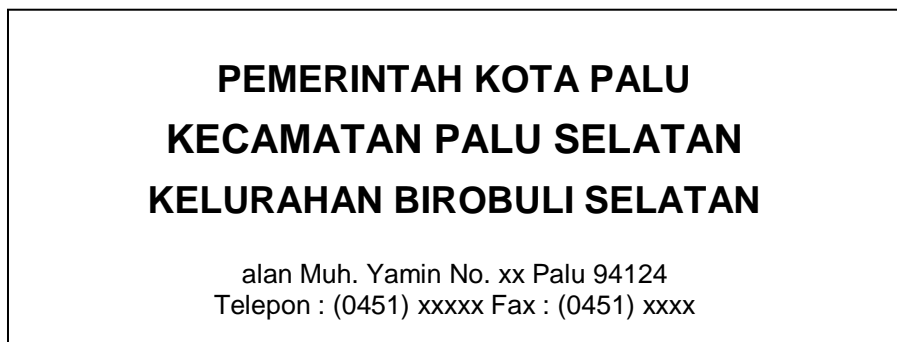 PEMERINTAH KOTA PALU
KECAMATAN PALU SELATAN
KELURAHAN BIROBULI SELATAN
alan Muh. Yamin No. xx Palu 94124
Telepon : (0451) xxxxx Fax : (0451) xxxx